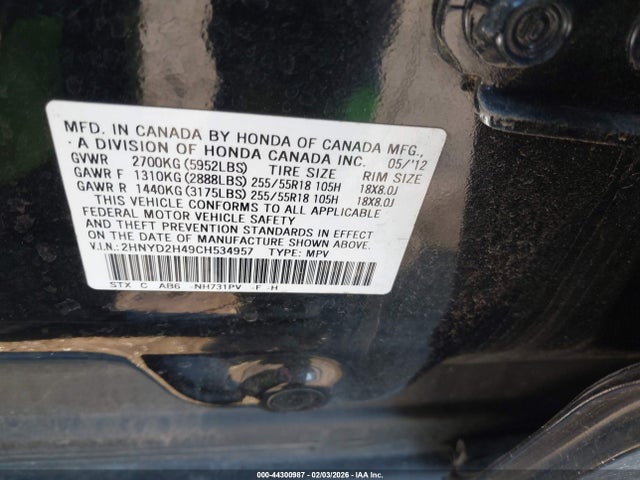 MFD. IN CANADA BY HONDA OF CANADA MFG.,
A DIVISION OF HONDA CANADA INC. 05/'12
GVWR 2700KG(5952LBS) TIRE SIZE RIM SIZE
GAWR F 1310KG(2888LBS) 255/55R18 105H 18X8.0J
GAWR R 1440KG(3175LBS) 255/55R18 105H 18X8.0J
THIS VEHICLE CONFORMS TO ALL APPLICABLE
FEDERAL MOTOR VEHICLE SAFETY
AND THEFT PREVENTION STANDARDS IN EFFECT
ON THE DATE OF MANUFACTURE SHOWN ABOVE.
V.I.N.: 2HNYD2H49CH534957 TYPE: MPV
STX C AB6 -NH731PV -F -H
000-44300987 - 02/03/2026 - IAA Inc.